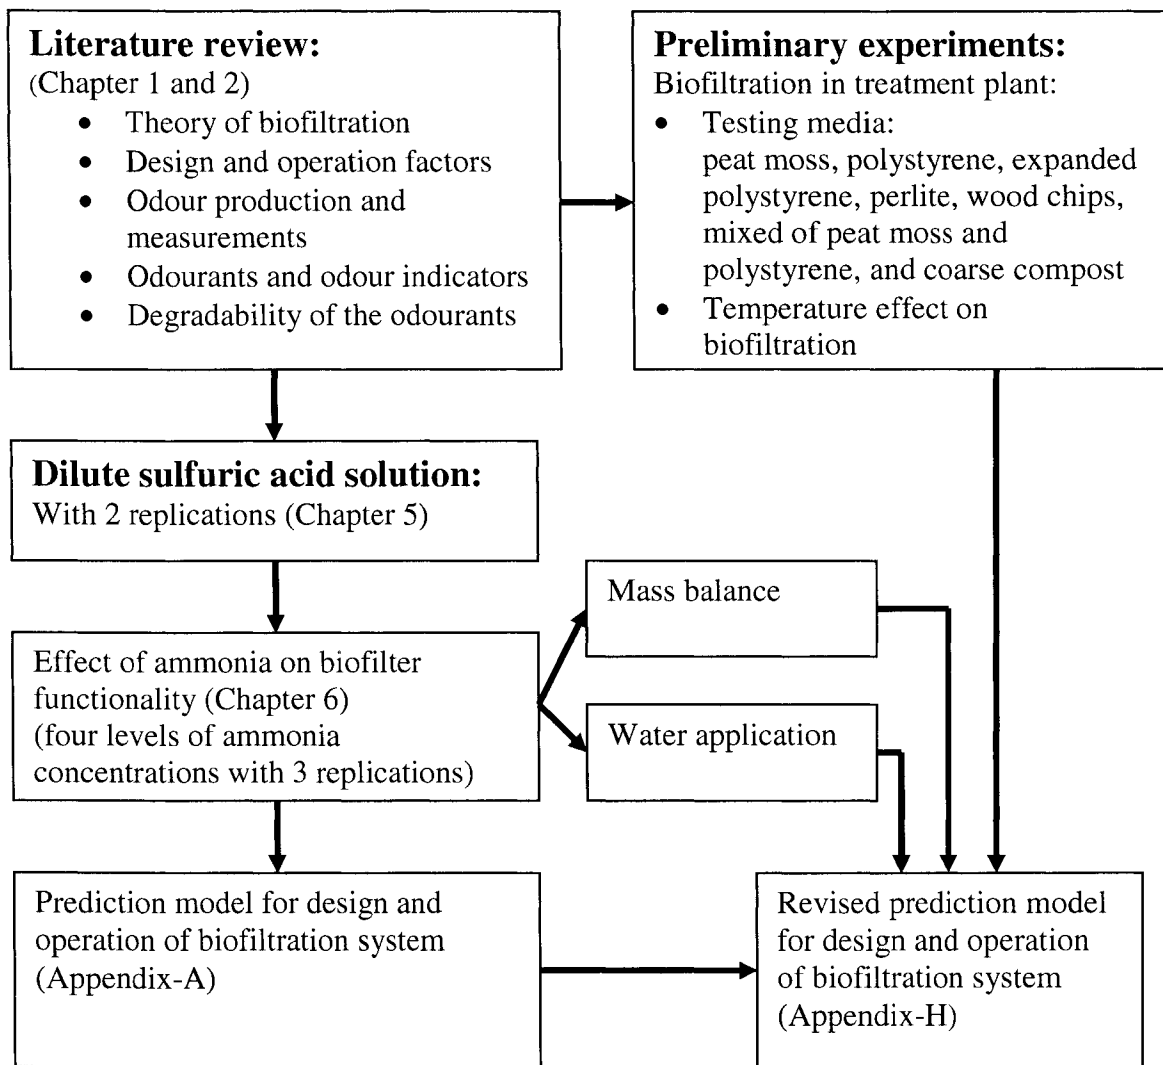 Literature review:
(Chapter 1 and 2)
• Theory of biofiltration
• Design and operation factors
• Odour production and
measurements
• Odourants and odour indicators
• Degradability of the odourants
Preliminary experiments:
Biofiltration in treatment plant:
• Testing media:
peat moss, polystyrene, expanded
polystyrene, perlite, wood chips,
mixed of peat moss and
polystyrene, and coarse compost
• Temperature effect on
biofiltration
Dilute sulfuric acid solution:
With 2 replications (Chapter 5)
Effect of ammonia on biofilter
functionality (Chapter 6)
(four levels of ammonia
concentrations with 3 replications)
Mass balance
Water application
Prediction model for design and
operation of biofiltration system
(Appendix-A)
Revised prediction model
for design and operation
of biofiltration system
(Appendix-H)